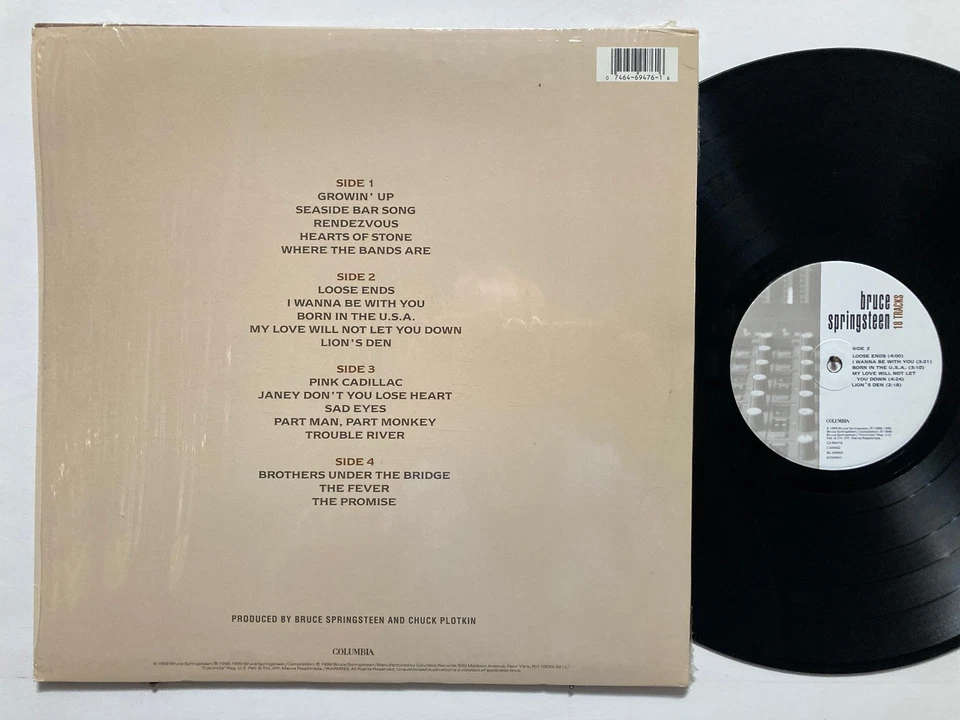 0 7464-69476-1 6
SIDE 1
GROWIN' UP
SEASIDE BAR SONG
RENDEZVOUS
HEARTS OF STONE
WHERE THE BANDS ARE
SIDE 2
LOOSE ENDS
I WANNA BE WITH YOU
BORN IN THE U.S.A.
MY LOVE WILL NOT LET YOU DOWN
LION'S DEN
SIDE 3
PINK CADILLAC
JANEY DON'T YOU LOSE HEART
SAD EYES
PART MAN, PART MONKEY
TROUBLE RIVER
SIDE 4
BROTHERS UNDER THE BRIDGE
THE FEVER
THE PROMISE
PRODUCED BY BRUCE SPRINGSTEEN AND CHUCK PLOTKIN
COLUMBIA
bruce
springsteen
18 TRACKS
SIDE 2
LOOSE ENDS (4:00)
I WANNA BE WITH YOU (3:21)
BORN IN THE U.S.A. (3:10)
MY LOVE WILL NOT LET
YOU DOWN (4:24)
LION'S DEN (2:18)
COLUMBIA
STEREO